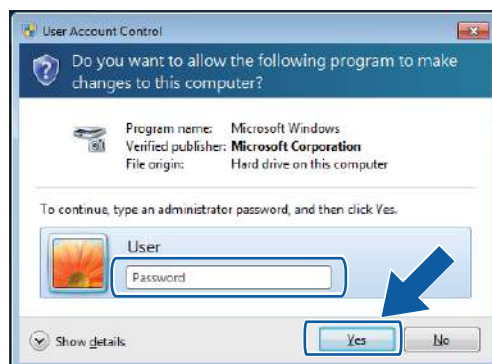 User Account Control
Do you want to allow the following program to make
changes to this computer?
Program name: Microsoft Windows
Verified publisher: Microsoft Corporation
File origin: Hard drive on this computer
To continue, type an administrator password, and then click Yes.
User
Password
Show details
Yes
No